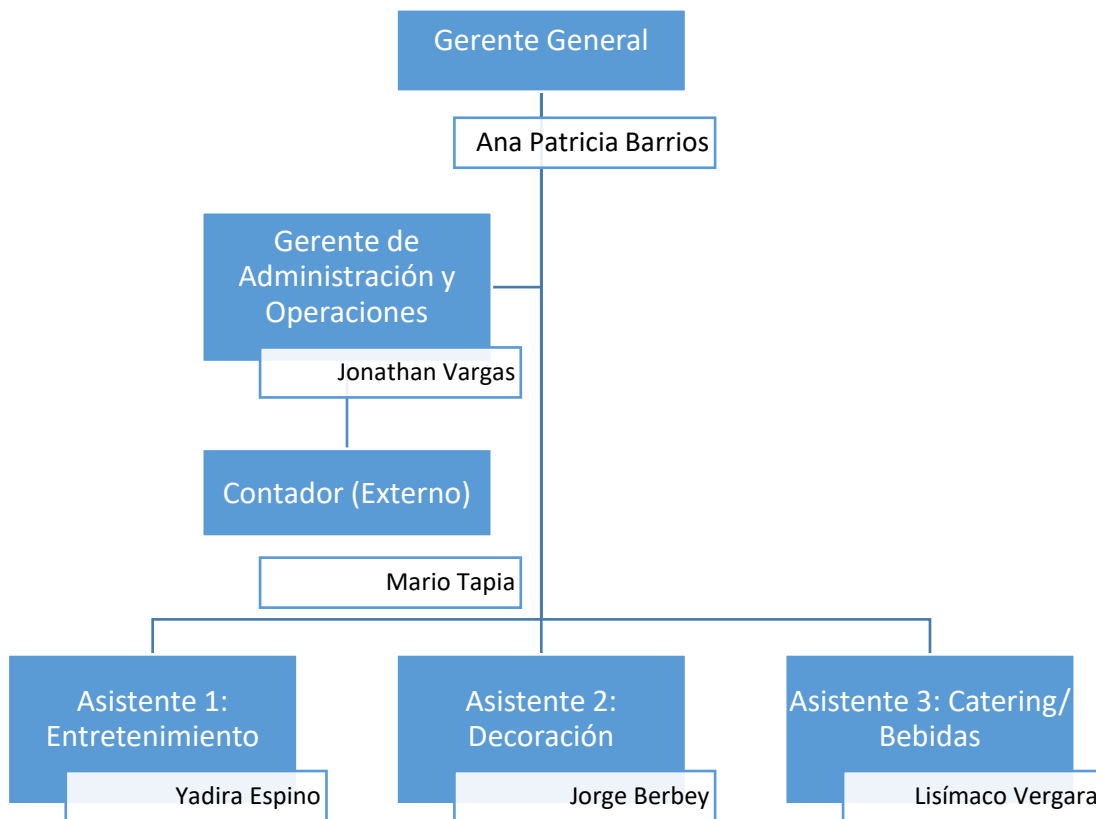 Gerente General
Ana Patricia Barrios
Gerente de
Administración y
Operaciones
Jonathan Vargas
Contador (Externo)
Mario Tapia
Asistente 1:
Entretenimiento
Yadira Espino
Asistente 2:
Decoración
Jorge Berbey
Asistente 3: Catering/
Bebidas
Lisímaco Vergara